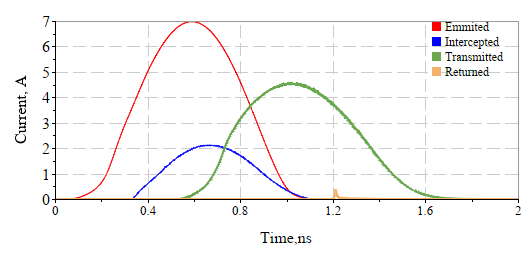 7
6
5
4
3
2
1
0
Current, A
0
0.4
0.8
1.2
1.6
2
Time,ns
Emmited
Intercepted
Transmitted
Returned